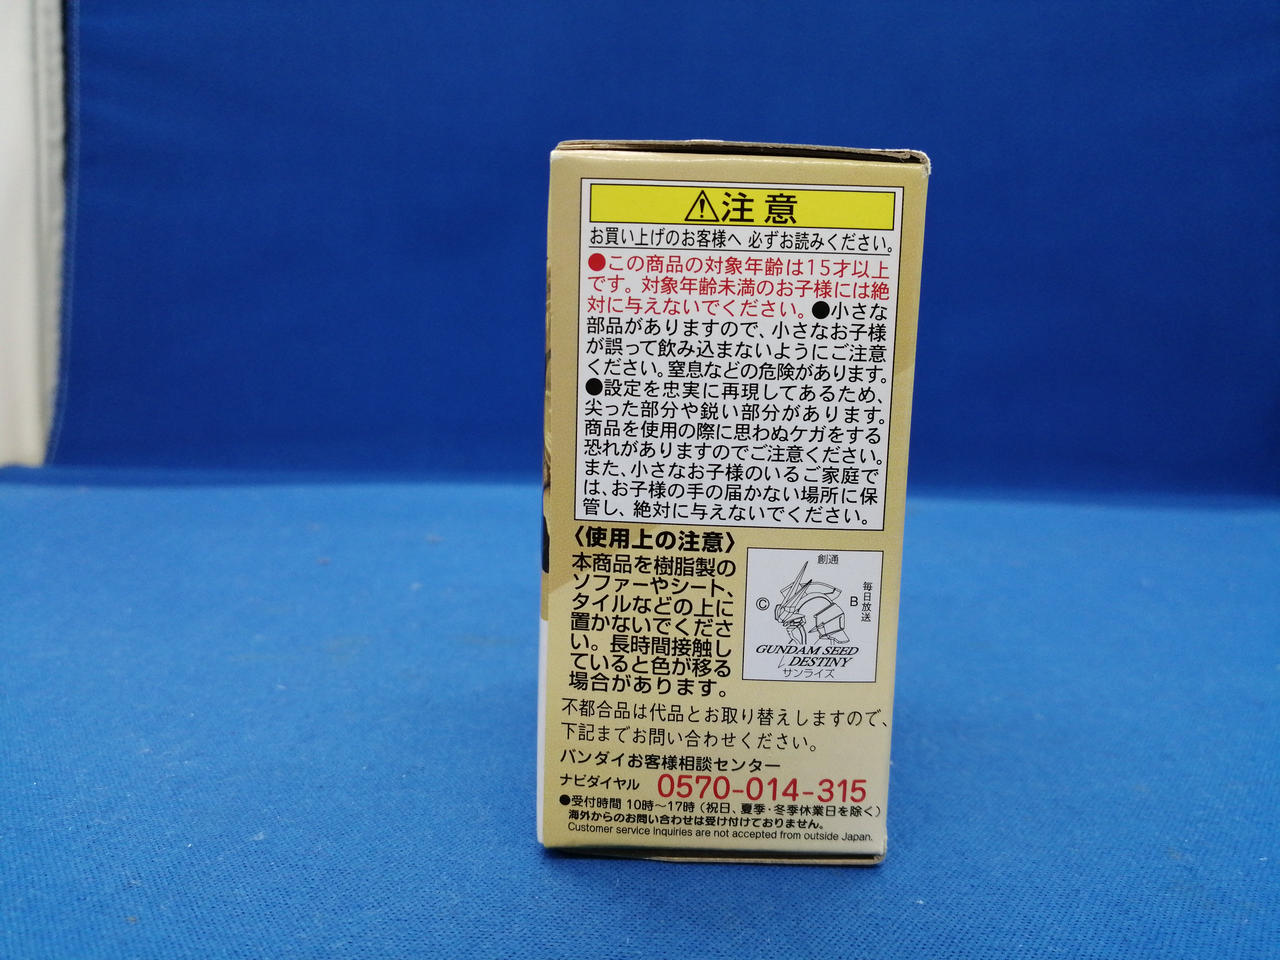 ⚠注意
お買い上げのお客様へ 必ずお読みください。
●この商品の対象年齢は15才以上
です。対象年齢未満のお子様には絶
対に与えないでください。●小さな
部品がありますので、小さなお子様
が誤って飲み込まないようにご注意
ください。窒息などの危険があります。
●設定を忠実に再現してあるため、
尖った部分や鋭い部分があります。
商品を使用の際に思わぬケガをする
恐れがありますのでご注意ください。
また、小さなお子様のいるご家庭で
は、お子様の手の届かない場所に保
管し、絶対に与えないでください。
〈使用上の注意〉
本商品を樹脂製の
ソファーやシート、
タイルなどの上に
置かないでくださ
い。長時間接触し
ていると色が移る
場合があります。
創通
© B 毎日放送
GUNDAM SEED
DESTINY
サンライズ
不都合品は代品とお取り替えしますので、
下記までお問い合わせください。
バンダイお客様相談センター
ナビダイヤル 0570-014-315
●受付時間 10時〜17時（祝日、夏季・冬季休業日を除く）
海外からのお問い合わせは受け付けておりません。
Customer service Inquiries are not accepted from outside Japan.